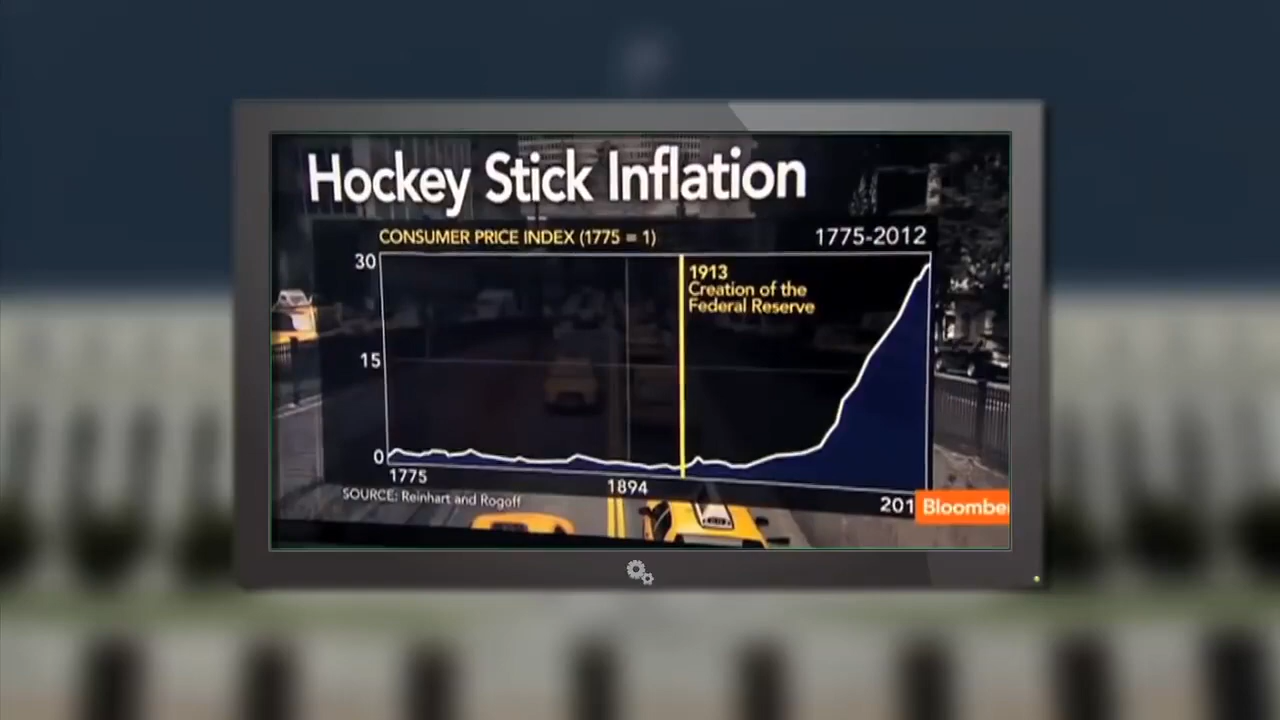 Hockey Stick Inflation
CONSUMER PRICE INDEX (1775 = 1)
1775-2012
30
1913
Creation of the
Federal Reserve
15
0
1775
1894
201
SOURCE: Reinhart and Rogoff
Bloombe